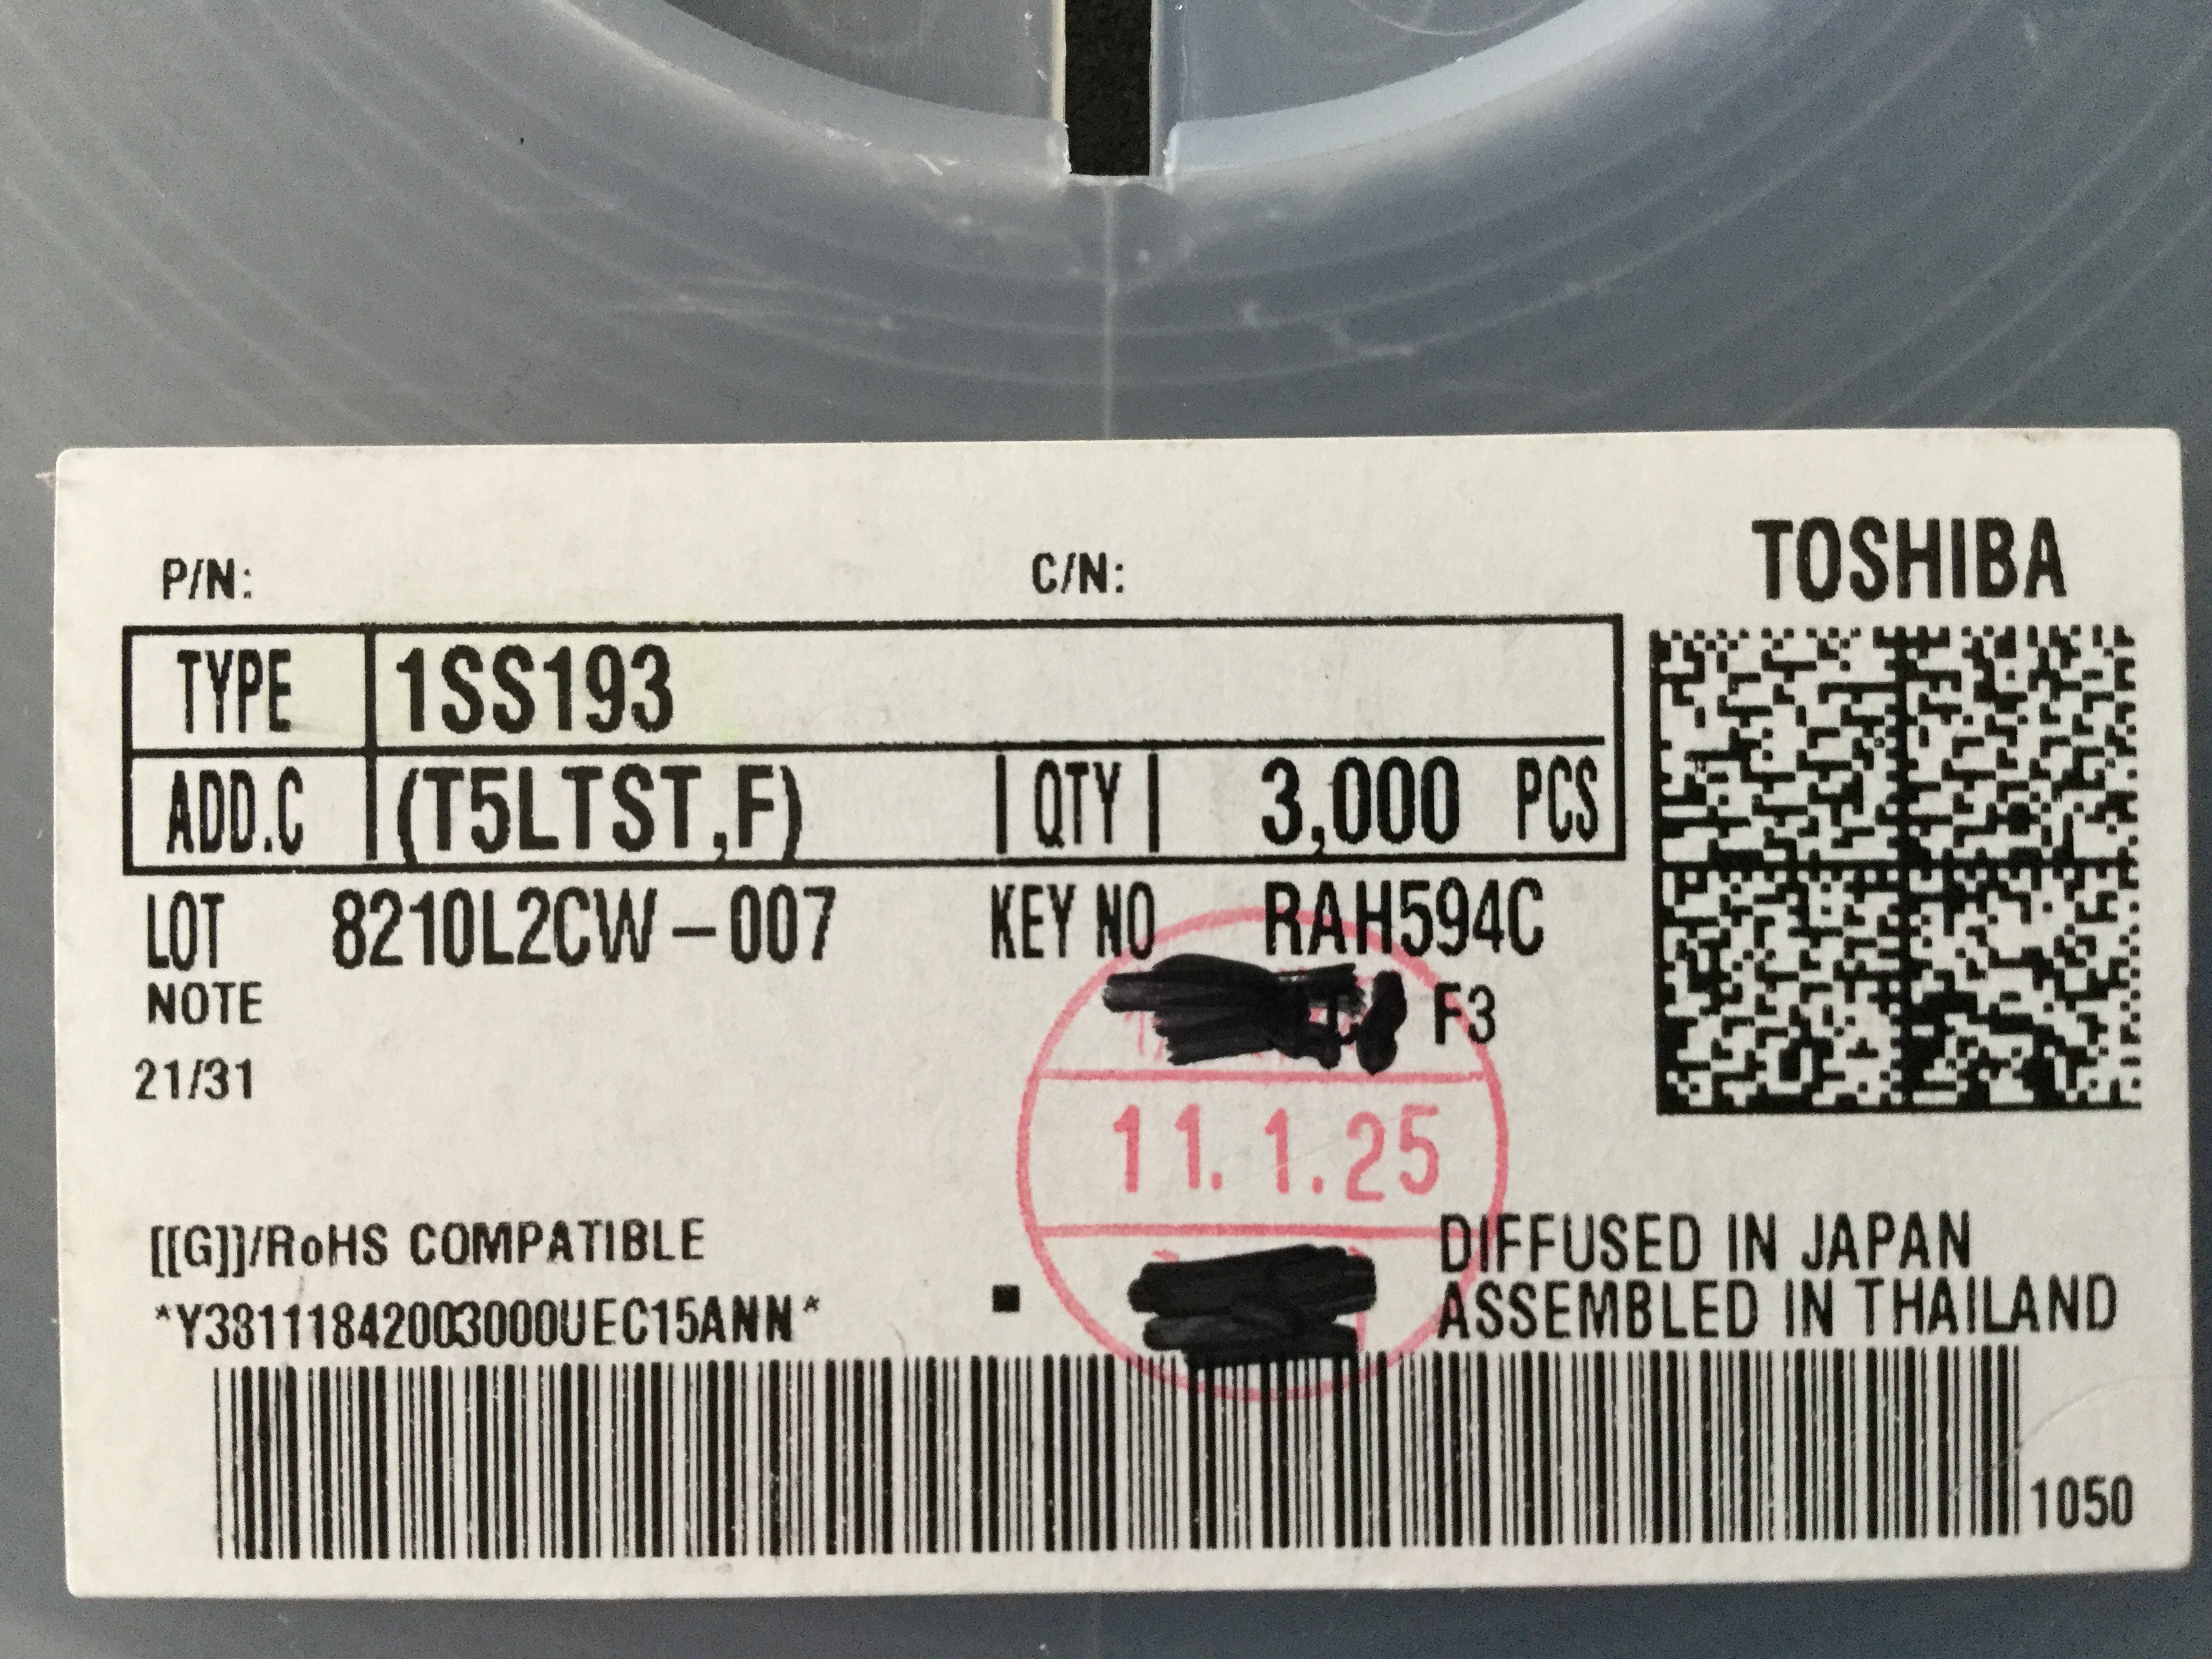 TOSHIBA
P/N: C/N:
TYPE 1SS193
ADD.C (T5LTST,F) QTY 3,000 PCS
LOT 8210L2CW-007 KEY NO RAH594C
NOTE F3
21/31
11.1.25
[[G]]/RoHS COMPATIBLE
DIFFUSED IN JAPAN
*Y38111842003000UEC15ANN*
ASSEMBLED IN THAILAND
1050